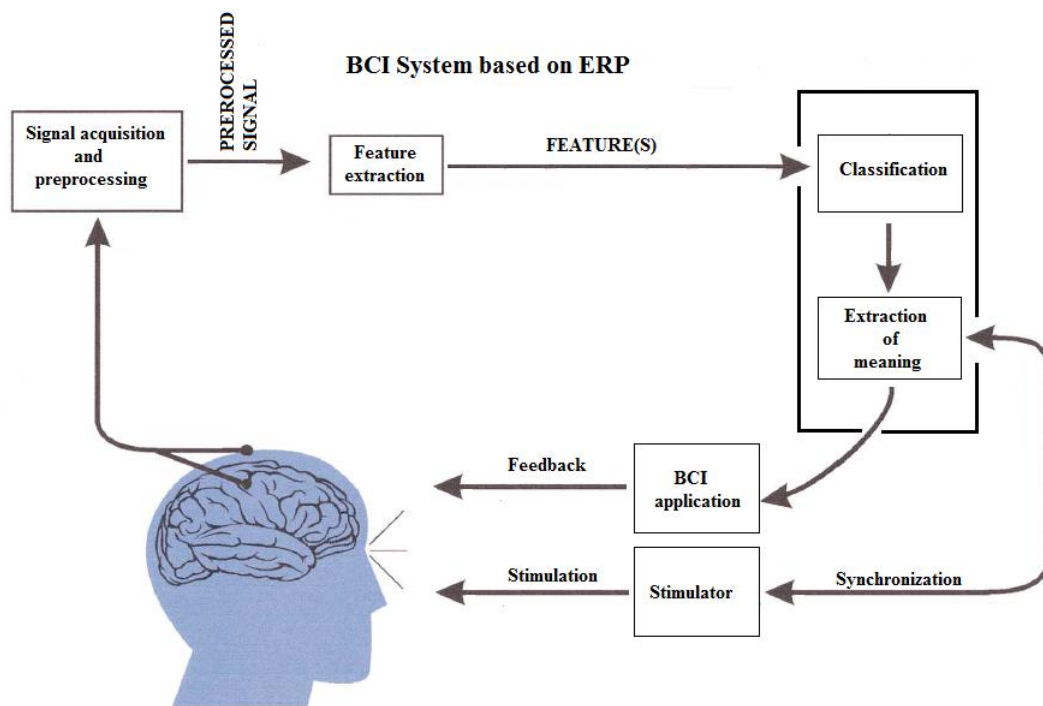 BCI System based on ERP
Signal acquisition
and
preprocessing
PREROCESSED
SIGNAL
Feature
extraction
FEATURE(S)
Classification
Extraction
of
meaning
Feedback
BCI
application
Stimulation
Stimulator
Synchronization